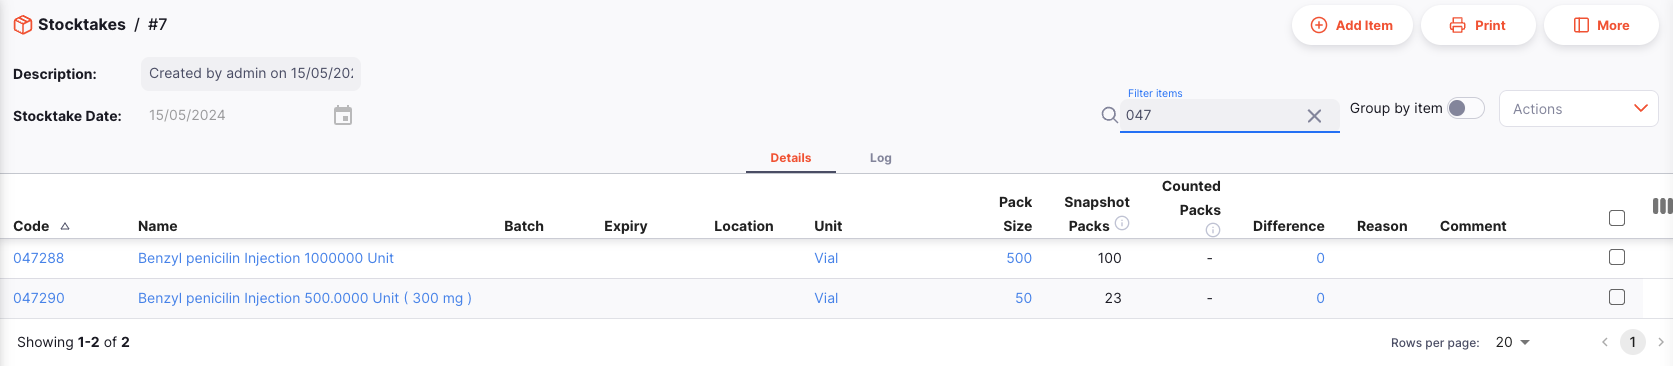 Stocktakes / #7
Add Item
Print
More
Description: Created by admin on 15/05/202
Stocktake Date: 15/05/2024
Filter items
047
Group by item
Actions
Details Log
Code Name Batch Expiry Location Unit Pack Size Snapshot Packs Counted Packs Difference Reason Comment
047288 Benzyl penicilin Injection 1000000 Unit Vial 500 100 - 0
047290 Benzyl penicilin Injection 500.0000 Unit ( 300 mg ) Vial 50 23 - 0
Showing 1-2 of 2
Rows per page: 20
1